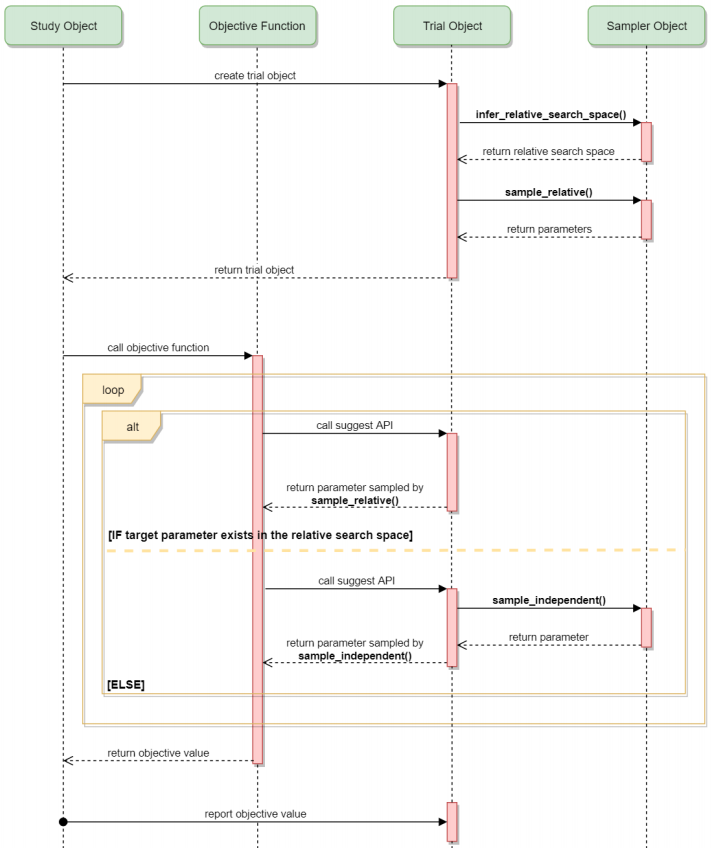 Study Object
Objective Function
Trial Object
Sampler Object
create trial object
infer_relative_search_space()
return relative search space
sample_relative()
return parameters
return trial object
call objective function
loop
alt
call suggest API
return parameter sampled by
sample_relative()
[IF target parameter exists in the relative search space]
call suggest API
sample_independent()
return parameter
return parameter sampled by
sample_independent()
[ELSE]
return objective value
report objective value